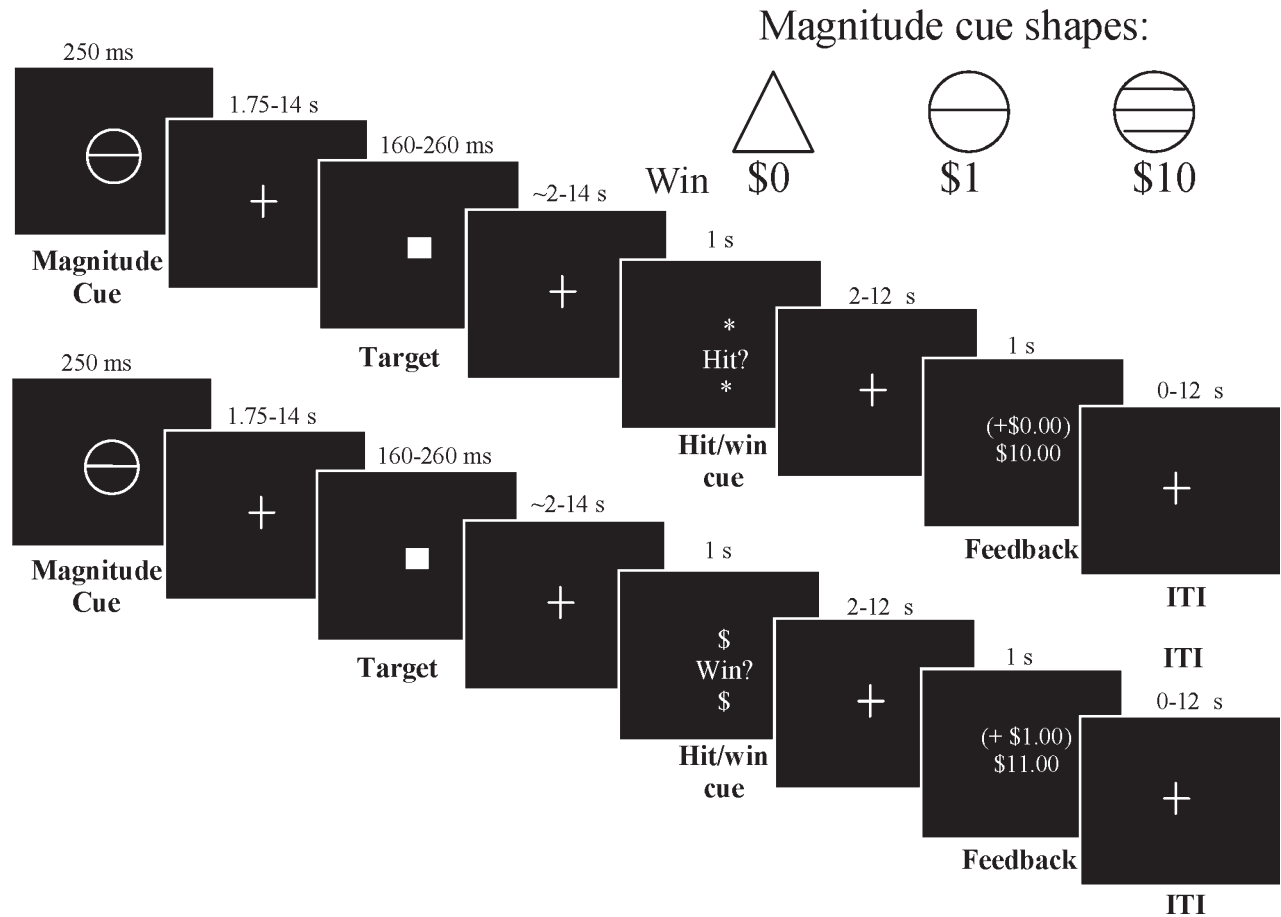 Magnitude cue shapes:
Win $0 $1 $10
250 ms
1.75-14 s
160-260 ms
~2-14 s
1 s
2-12 s
1 s
0-12 s
Magnitude
Cue
Target
*
Hit?
*
Hit/win
cue
(+$0.00)
$10.00
Feedback
ITI
250 ms
1.75-14 s
160-260 ms
~2-14 s
1 s
2-12 s
1 s
ITI
0-12 s
Magnitude
Cue
Target
$
Win?
$
Hit/win
cue
(+ $1.00)
$11.00
Feedback
ITI